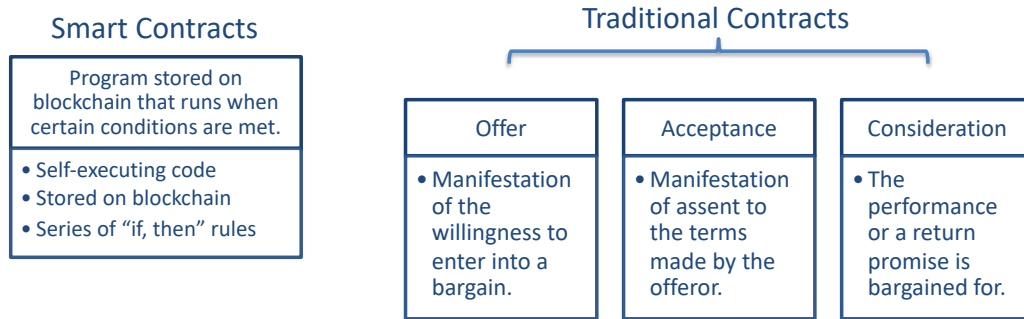 Smart Contracts
Program stored on
blockchain that runs when
certain conditions are met.
• Self-executing code
• Stored on blockchain
• Series of “if, then” rules
Traditional Contracts
Offer
• Manifestation
of the
willingness to
enter into a
bargain.
Acceptance
• Manifestation
of assent to
the terms
made by the
offeror.
Consideration
• The
performance
or a return
promise is
bargained for.